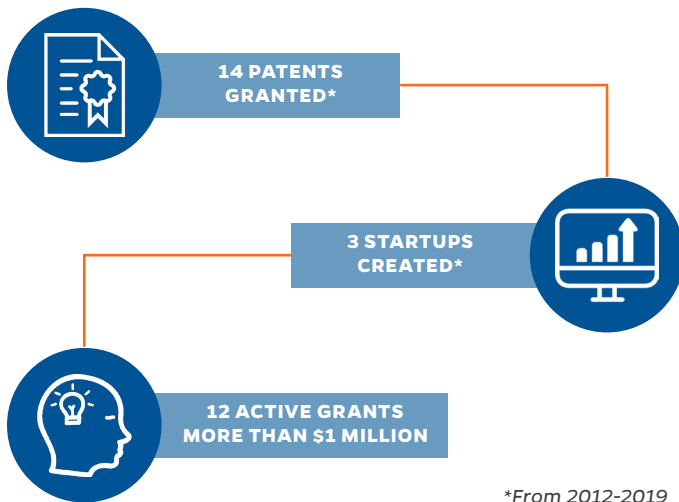 14 PATENTS
GRANTED*
3 STARTUPS
CREATED*
12 ACTIVE GRANTS
MORE THAN $1 MILLION
*From 2012-2019